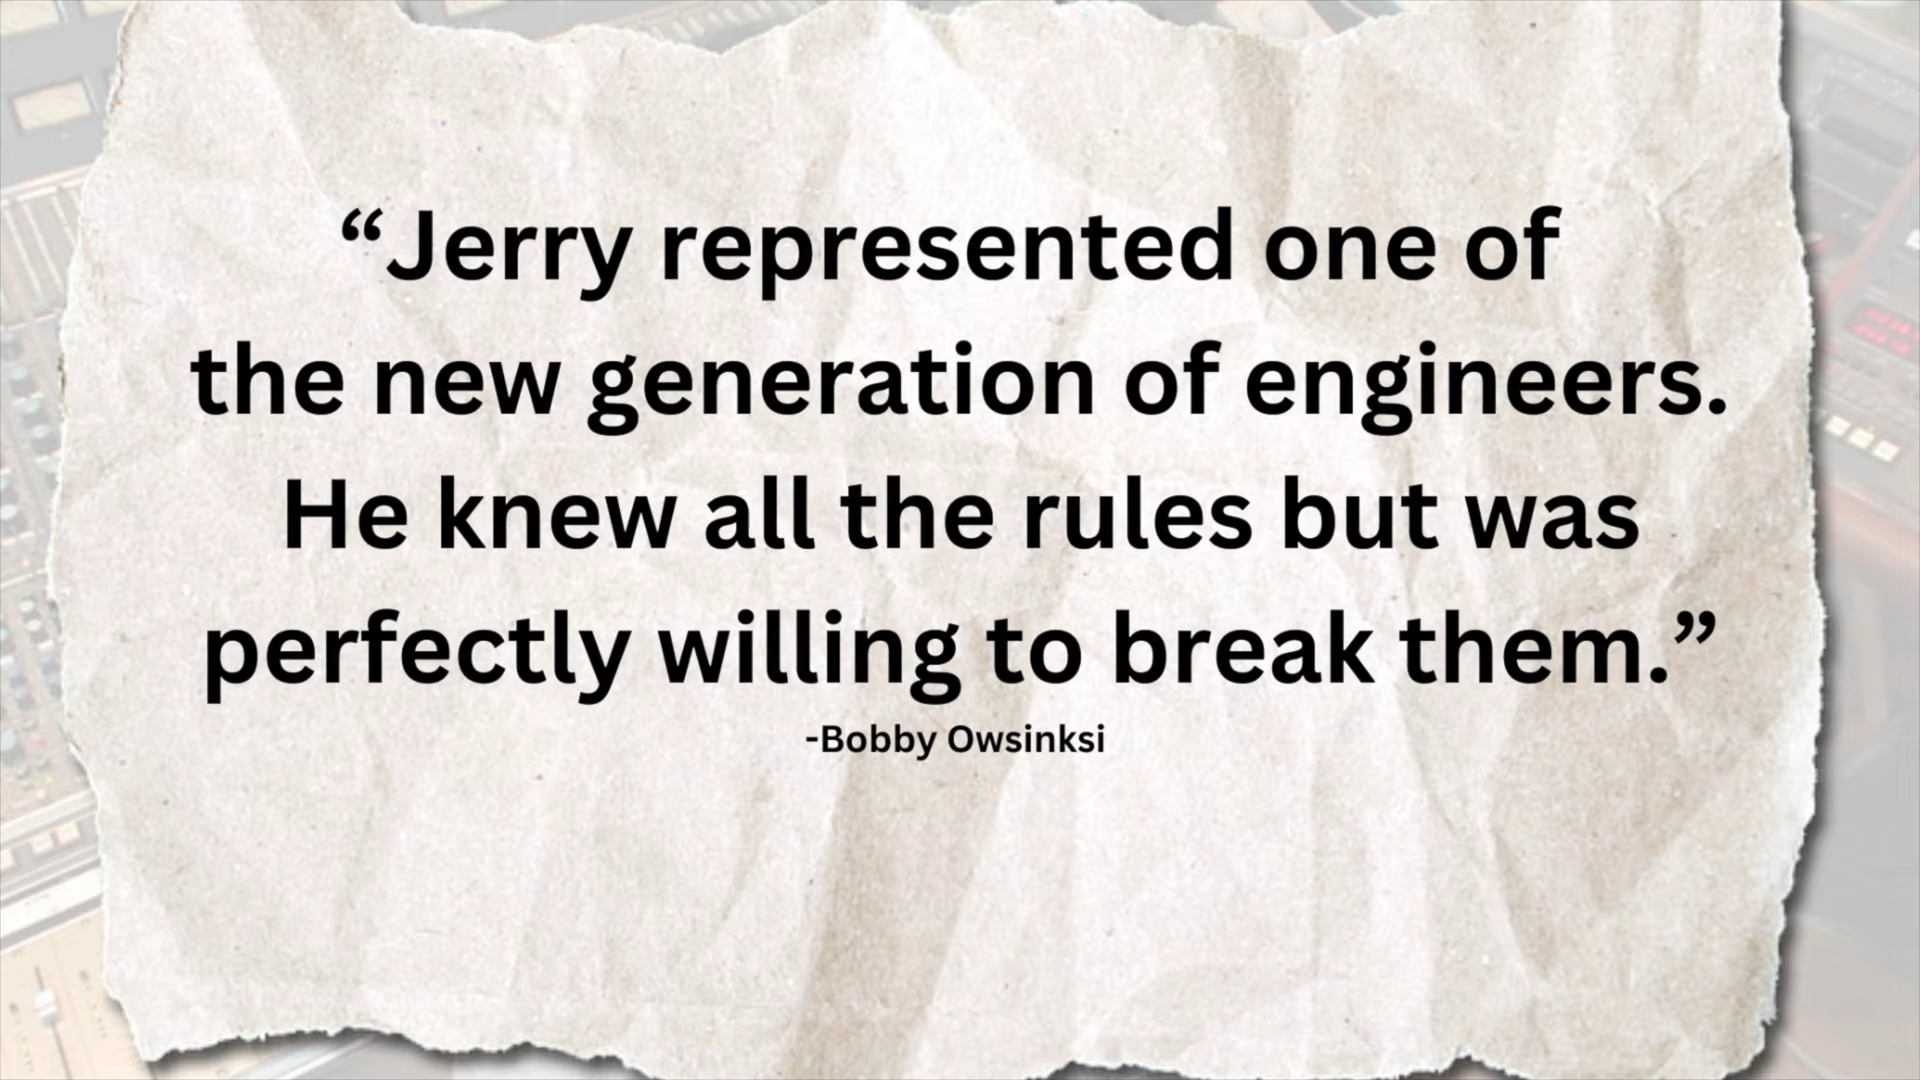 “Jerry represented one of
the new generation of engineers.
He knew all the rules but was
perfectly willing to break them.”
-Bobby Owsinksi